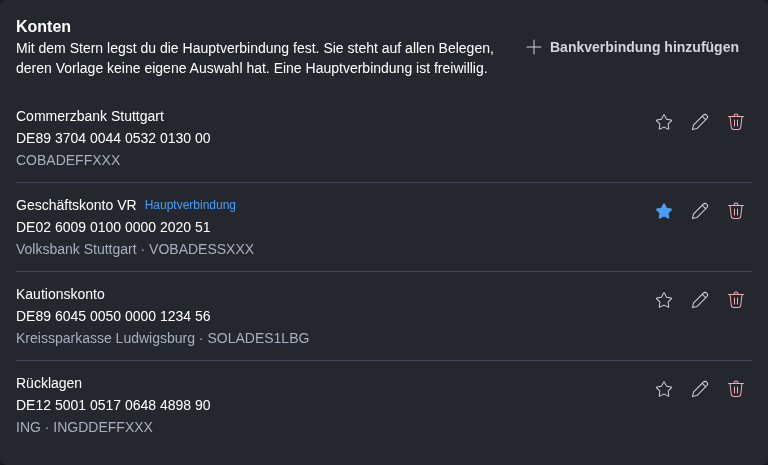 Konten
Mit dem Stern legst du die Hauptverbindung fest. Sie steht auf allen Belegen,
deren Vorlage keine eigene Auswahl hat. Eine Hauptverbindung ist freiwillig.
Bankverbindung hinzufügen
Commerzbank Stuttgart
DE89 3704 0044 0532 0130 00
COBADEFFXXX
Geschäftskonto VR Hauptverbindung
DE02 6009 0100 0000 2020 51
Volksbank Stuttgart · VOBADESSXXX
Kautionskonto
DE89 6045 0050 0000 1234 56
Kreissparkasse Ludwigsburg · SOLADES1LBG
Rücklagen
DE12 5001 0517 0648 4898 90
ING · INGDDEFFXXX